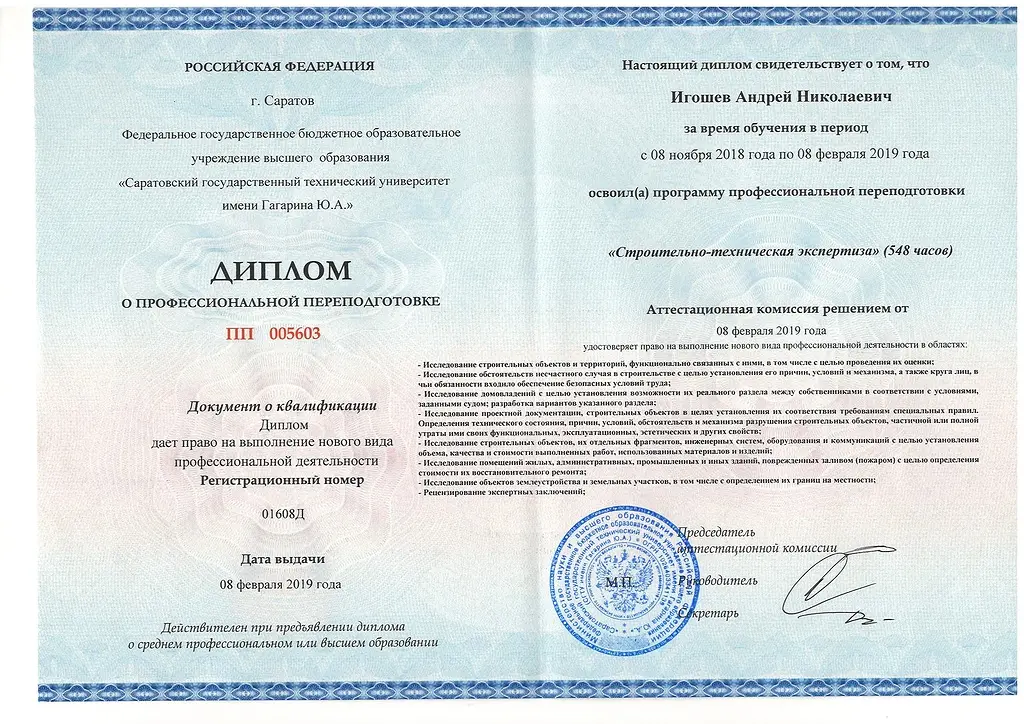 РОССИЙСКАЯ ФЕДЕРАЦИЯ
г. Саратов
Федеральное государственное бюджетное образовательное
учреждение высшего образования
«Саратовский государственный технический университет
имени Гагарина Ю.А.»
ДИПЛОМ
О ПРОФЕССИОНАЛЬНОЙ ПЕРЕПОДГОТОВКЕ
ПП 005603
Документ о квалификации
Диплом
дает право на выполнение нового вида
профессиональной деятельности
Регистрационный номер
01608Д
Дата выдачи
08 февраля 2019 года
Действителен при предъявлении диплома
о среднем профессиональном или высшем образовании
Настоящий диплом свидетельствует о том, что
Игошев Андрей Николаевич
за время обучения в период
с 08 ноября 2018 года по 08 февраля 2019 года
освоил(а) программу профессиональной переподготовки
«Строительно-техническая экспертиза» (548 часов)
Аттестационная комиссия решением от
08 февраля 2019 года
удостоверяет право на выполнение нового вида профессиональной деятельности в областях:
- Исследование строительных объектов и территорий, функционально связанных с ними, в том числе с целью проведения их оценки;
- Исследование обстоятельств несчастного случая в строительстве с целью установления его причин, условий и механизма, а также круга лиц, в
чьи обязанности входило обеспечение безопасных условий труда;
- Исследование домовладений с целью установления возможности их реального раздела между собственниками в соответствии с условиями,
заданными судом; разработка вариантов указанного раздела;
- Исследование проектной документации, строительных объектов в целях установления их соответствия требованиям специальных правил.
Определения технического состояния, причин, условий, обстоятельств и механизма разрушения строительных объектов, частичной или полной
утраты ими своих функциональных, эксплуатационных, эстетических и других свойств;
- Исследование строительных объектов, их отдельных фрагментов, инженерных систем, оборудования и коммуникаций с целью установления
объема, качества и стоимости выполненных работ, использованных материалов и изделий;
- Исследование помещений жилых, административных, промышленных и иных зданий, поврежденных заливом (пожаром) с целью определения
стоимости их восстановительного ремонта;
- Исследование объектов землеустройства и земельных участков, в том числе с определением их границ на местности;
- Рецензирование экспертных заключений;
Председатель
аттестационной комиссии
М.П.
Руководитель
Секретарь